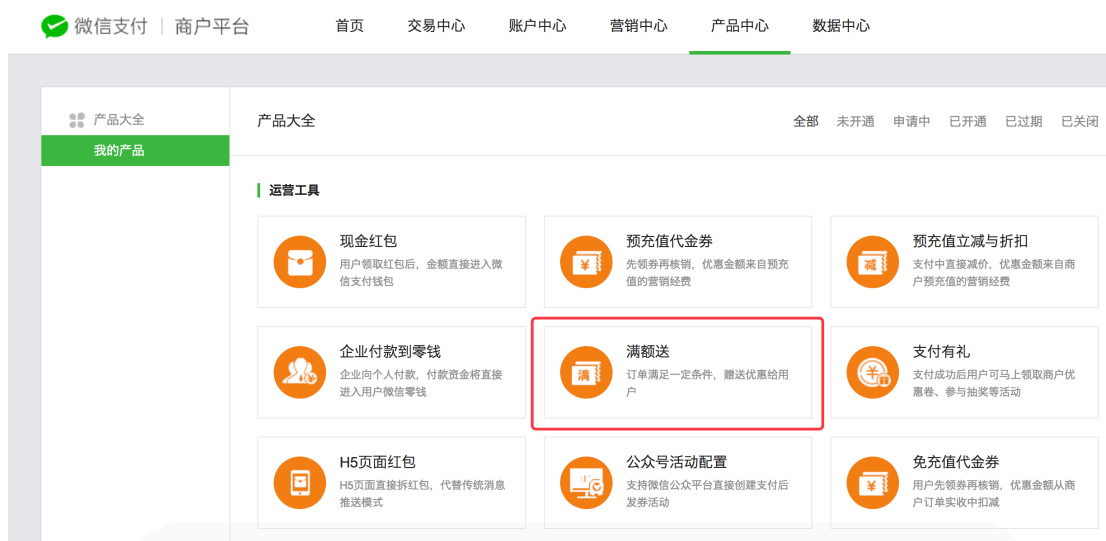 微信支付 商户平台 首页 交易中心 账户中心 营销中心 产品中心 数据中心
产品大全
我的产品
产品大全 全部 未开通 申请中 已开通 已过期 已关闭
运营工具
现金红包
用户领取红包后，金额直接进入微
信支付钱包
预充值代金券
先领券再核销，优惠金额来自预充
值的营销经费
预充值立减与折扣
减
支付中直接减价，优惠金额来自商
户预充值的营销经费
企业付款到零钱
企业向个人付款，付款资金将直接
进入用户微信零钱
满额送
满
订单满足一定条件，赠送优惠给用
户
支付有礼
支付成功后用户可马上领取商户优
惠卷、参与抽奖等活动
H5页面红包
H5页面直接拆红包，代替传统消息
推送模式
公众号活动配置
支持微信公众平台直接创建支付后
发券活动
免充值代金券
用户先领券再核销，优惠金额从商
户订单实收中扣减